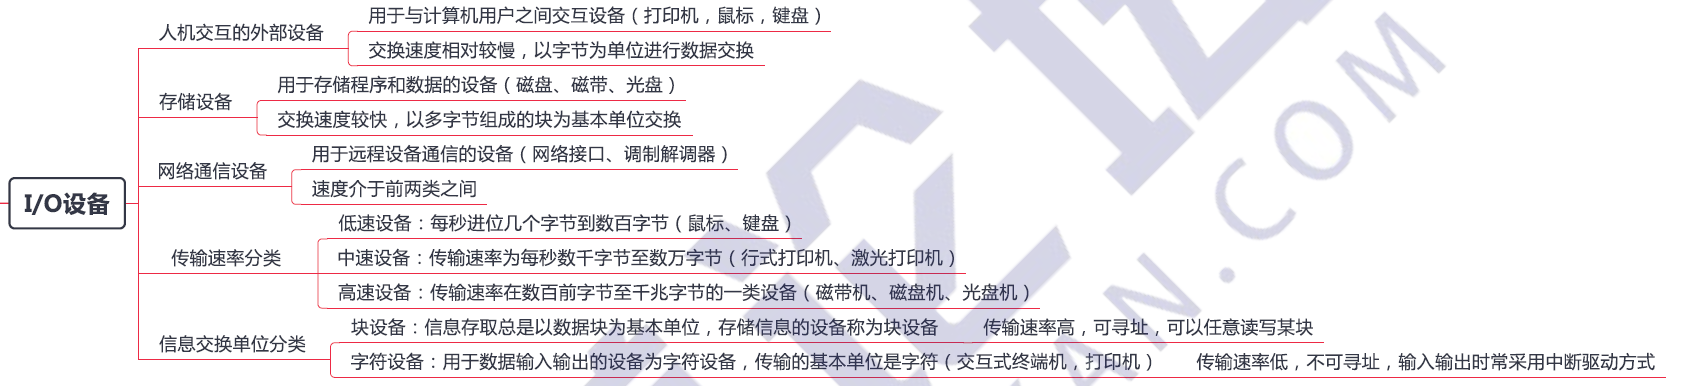 I/O设备
人机交互的外部设备
用于与计算机用户之间交互设备（打印机，鼠标，键盘）
交换速度相对较慢，以字节为单位进行数据交换
存储设备
用于存储程序和数据的设备（磁盘、磁带、光盘）
交换速度较快，以多字节组成的块为基本单位交换
网络通信设备
用于远程设备通信的设备（网络接口、调制解调器）
速度介于前两类之间
传输速率分类
低速设备：每秒进位几个字节到数百字节（鼠标、键盘）
中速设备：传输速率为每秒数千字节至数万字节（行式打印机、激光打印机）
高速设备：传输速率在数百前字节至千兆字节的一类设备（磁带机、磁盘机、光盘机）
信息交换单位分类
块设备：信息存取总是以数据块为基本单位，存储信息的设备称为块设备
传输速率高，可寻址，可以任意读写某块
字符设备：用于数据输入输出的设备为字符设备，传输的基本单位是字符（交互式终端机，打印机）
传输速率低，不可寻址，输入输出时常采用中断驱动方式
AN.COM